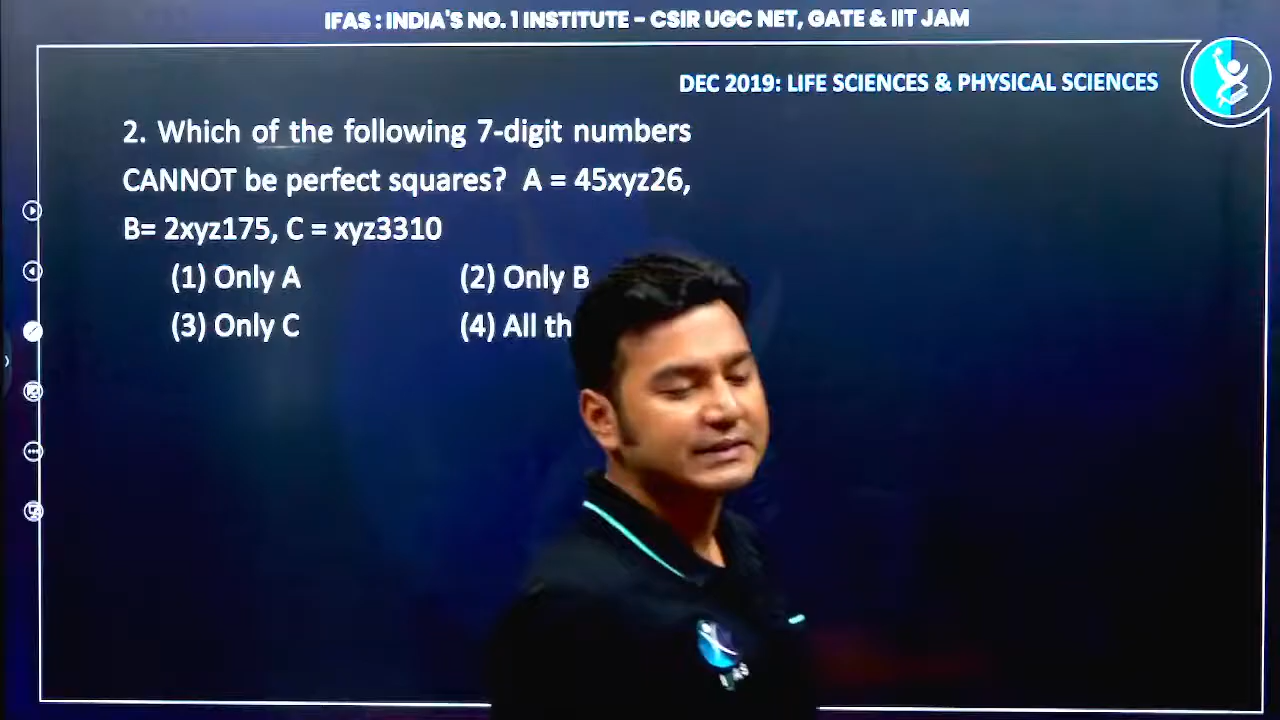 IFAS : INDIA'S NO. 1 INSTITUTE – CSIR UGC NET, GATE & IIT JAM
DEC 2019: LIFE SCIENCES & PHYSICAL SCIENCES
2. Which of the following 7-digit numbers
CANNOT be perfect squares? A = 45xyz26,
B= 2xyz175, C = xyz3310
(1) Only A (2) Only B
(3) Only C (4) All th